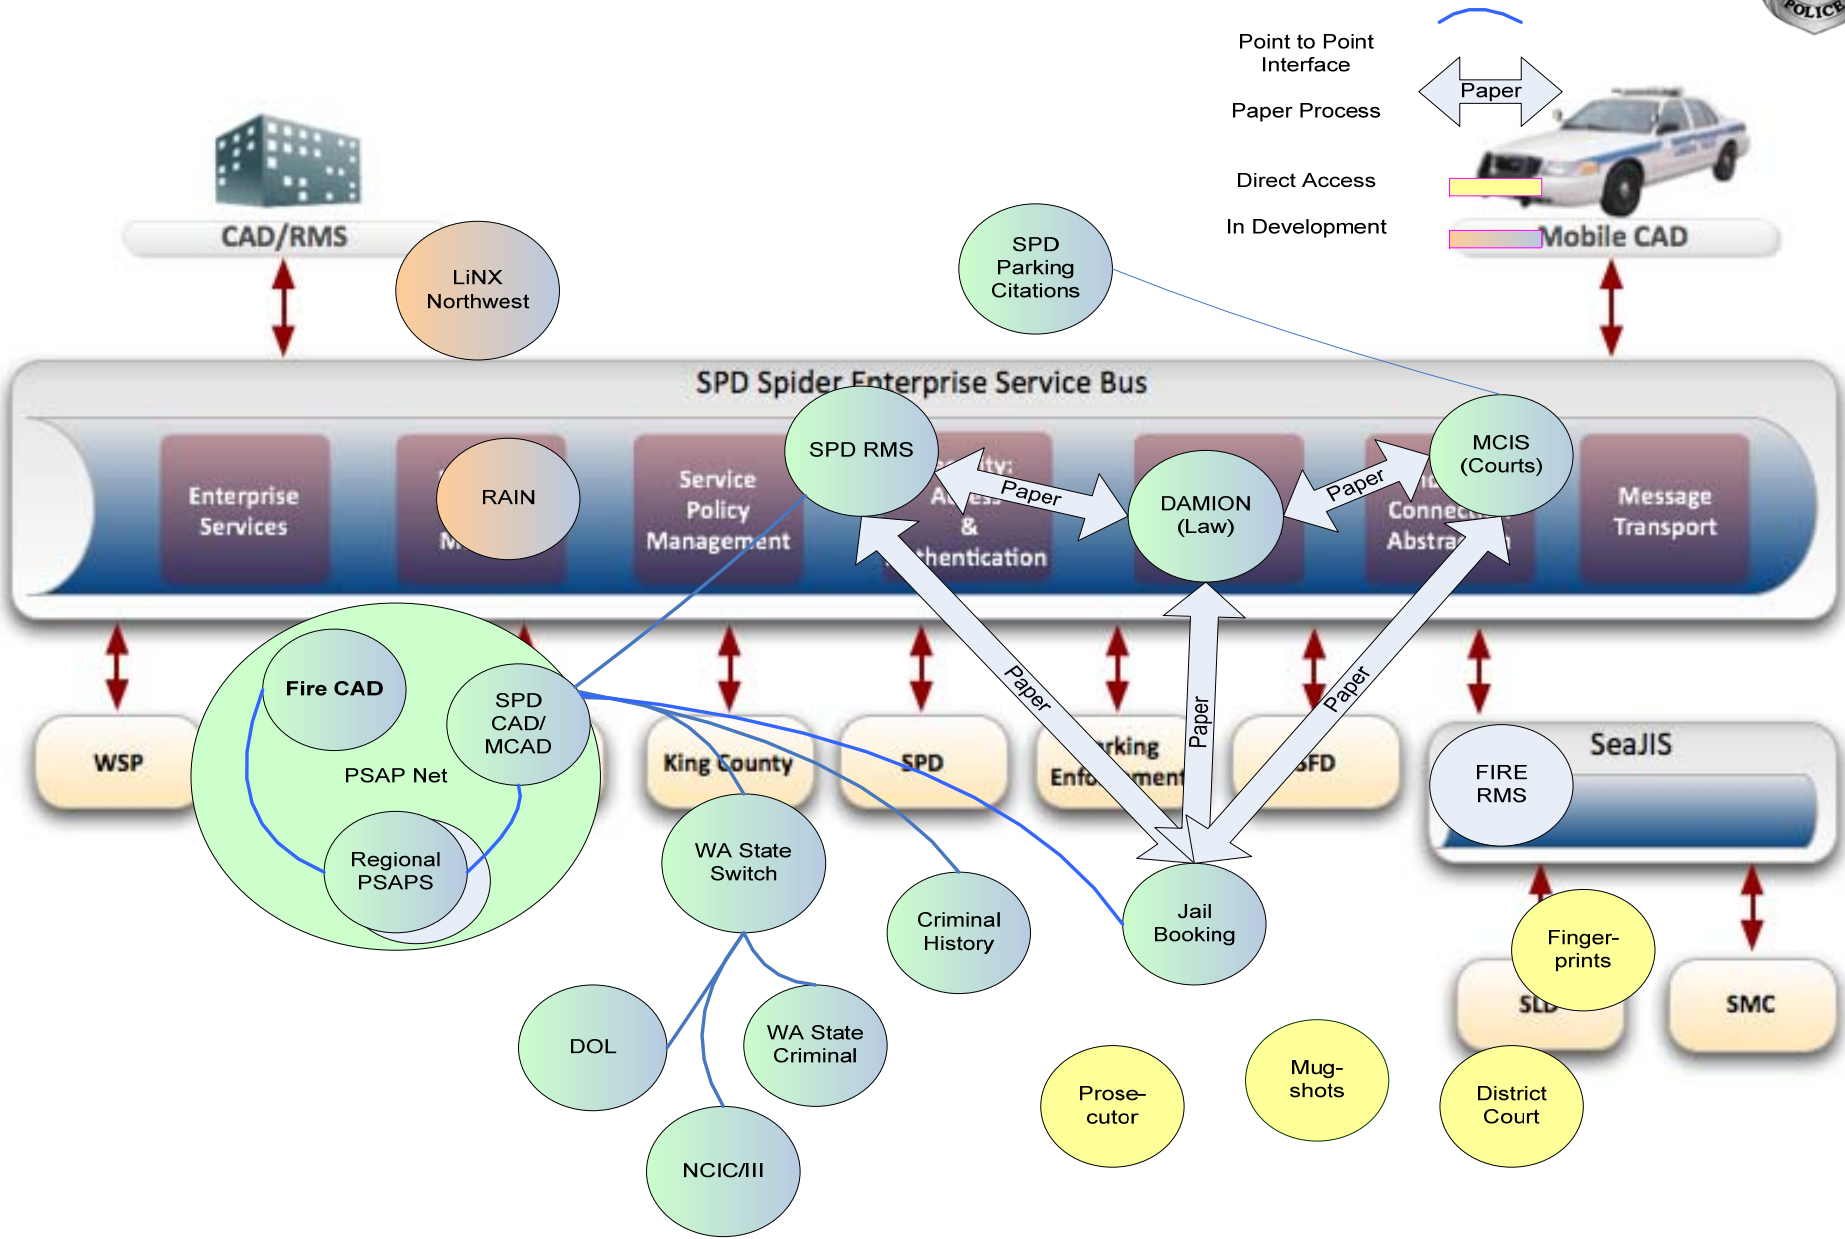 POLICE
Point to Point
Interface
Paper
Paper Process
Direct Access
In Development
CAD/RMS
Mobile CAD
LiNX
Northwest
SPD
Parking
Citations
SPD Spider Enterprise Service Bus
Enterprise
Services
RAIN
Service
Policy
Management
SPD RMS
&
Paper
DAMION
(Law)
Paper
MCIS
(Courts)
Message
Transport
Fire CAD
SPD
CAD/
MCAD
PSAP Net
Regional
PSAPS
Paper
Paper
Paper
WSP
King County
SPD
SFD
SeaJIS
FIRE
RMS
WA State
Switch
Criminal
History
Jail
Booking
Finger-
prints
SLD
SMC
DOL
WA State
Criminal
NCIC/III
Prose-
cutor
Mug-
shots
District
Court